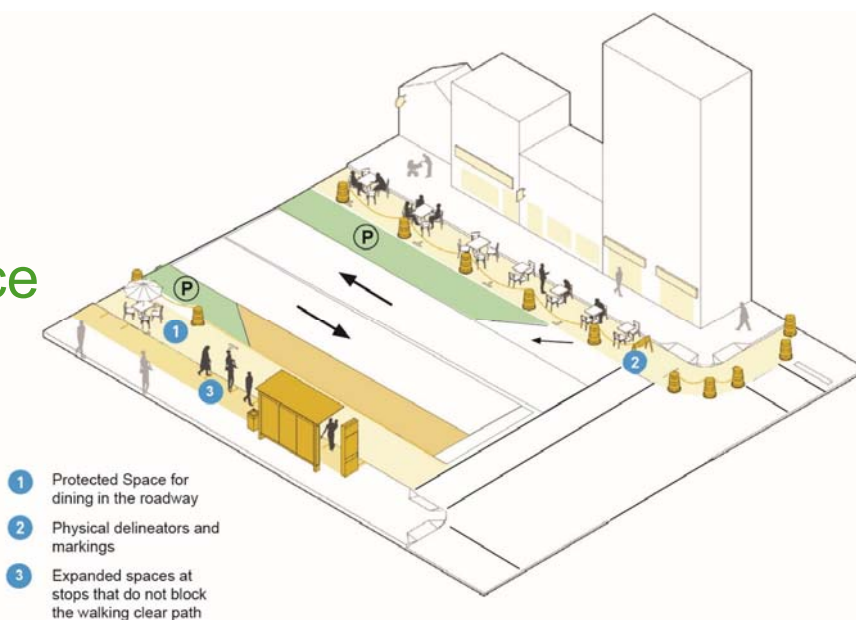 ce
P
P
1
2
3
1 Protected Space for
dining in the roadway
2 Physical delineators and
markings
3 Expanded spaces at
stops that do not block
the walking clear path